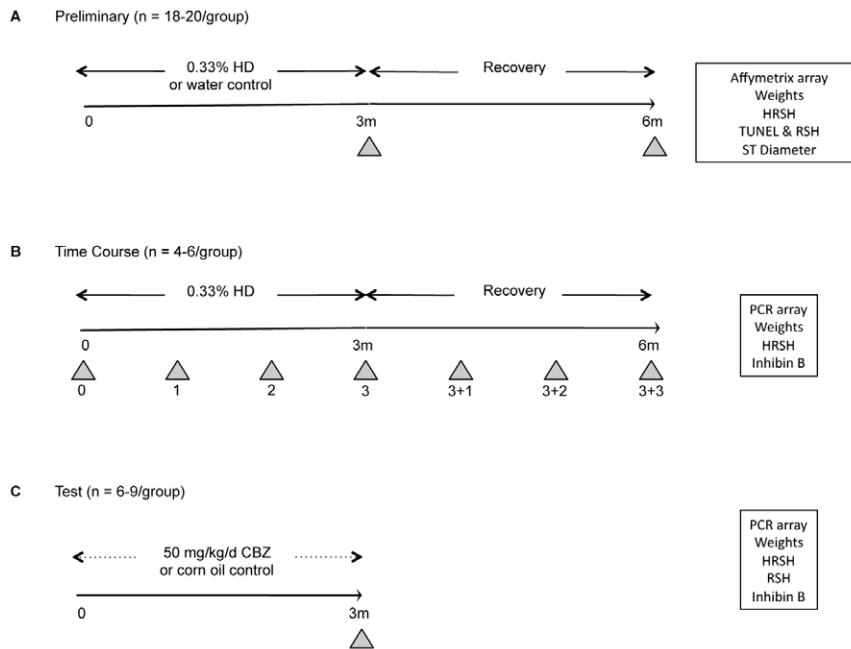 A Preliminary (n = 18-20/group)
0.33% HD
or water control
Recovery
0 3m 6m
Affymetrix array
Weights
HRSH
TUNEL & RSH
ST Diameter
B Time Course (n = 4-6/group)
0.33% HD
Recovery
0 3m 6m
0 1 2 3 3+1 3+2 3+3
PCR array
Weights
HRSH
Inhibin B
C Test (n = 6-9/group)
50 mg/kg/d CBZ
or corn oil control
0 3m
PCR array
Weights
HRSH
RSH
Inhibin B